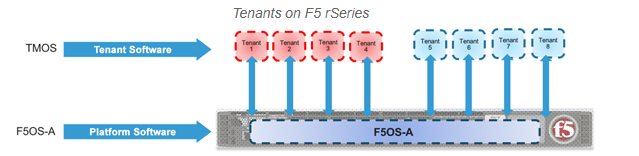 Tenants on F5 rSeries
TMOS
Tenant Software
Tenant
1
Tenant
2
Tenant
3
Tenant
4
Tenant
5
Tenant
6
Tenant
7
Tenant
8
F5OS-A
Platform Software
F5OS-A
f5